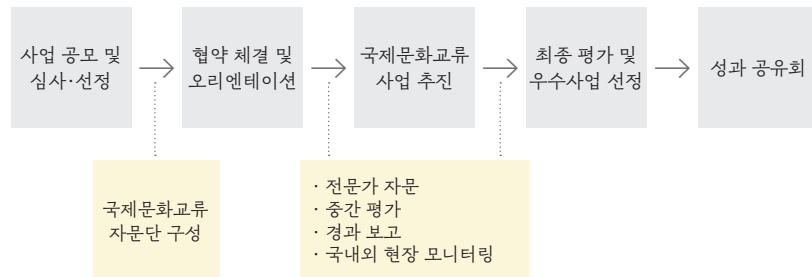 사업 공모 및
심사·선정
협약 체결 및
오리엔테이션
국제문화교류
사업 추진
최종 평가 및
우수사업 선정
성과 공유회
국제문화교류
자문단 구성
· 전문가 자문
· 중간 평가
· 경과 보고
· 국내외 현장 모니터링